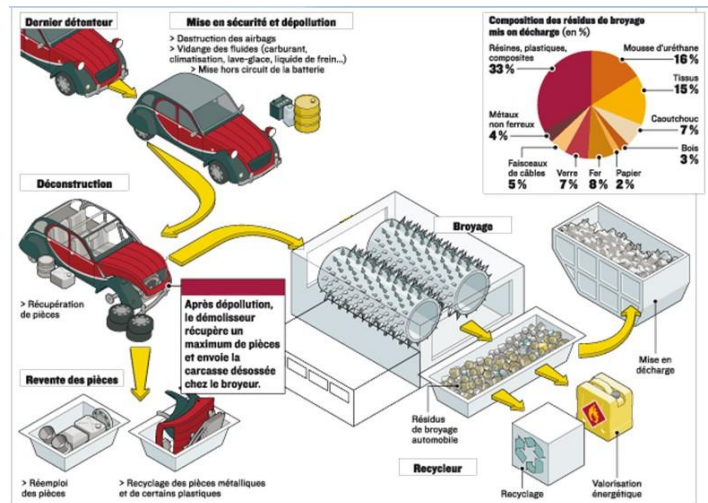 Dernier détenteur
Mise en sécurité et dépollution
> Destruction des airbags
> Vidange des fluides (carburant,
climatisation, lave-glace, liquide de frein...)
> Mise hors circuit de la batterie
Composition des résidus de broyage
mis en décharge (en %)
Résines, plastiques,
composites
33 %
Mousse d'uréthane
16 %
Tissus
15 %
Caoutchouc
7 %
Bois
3 %
Papier
2 %
Fer
8 %
Verre
7 %
Faisceaux
de câbles
5 %
Métaux
non ferreux
4 %
Déconstruction
> Récupération
de pièces
Après dépollution,
le démolisseur
récupère un
maximum de pièces
et envoie la
carcasse désossée
chez le broyeur.
Broyage
Mise en
décharge
Revente des pièces
> Réemploi
des pièces
> Recyclage des pièces métalliques
et de certains plastiques
Résidus
de broyage
automobile
Recycleur
Recyclage
Valorisation
énergétique